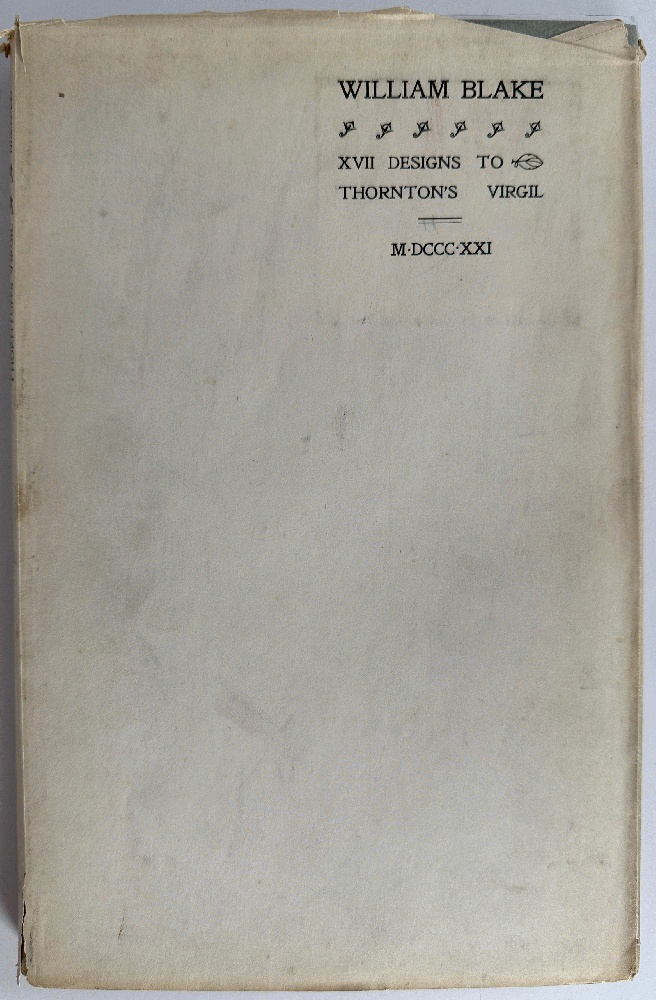 WILLIAM BLAKE
XVII DESIGNS TO
THORNTON'S VIRGIL
M·DCCC·XXI